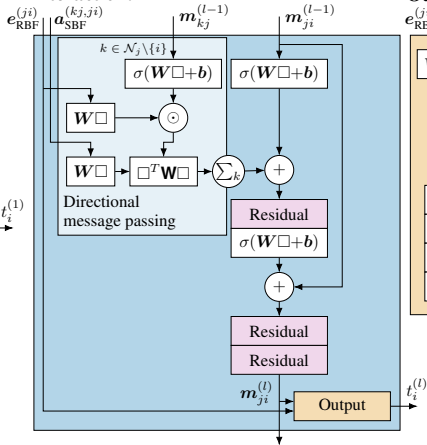 e_RBF^(ji) a_SBF^(kj,ji) m_kj^(l−1) m_ji^(l−1)
k ∈ N_j\{i}
σ(W□+b) σ(W□+b)
W□ ⊙
W□ □^T W□ ∑_k +
Directional
message passing
Residual
σ(W□+b)
t_i^(1)
+
Residual
Residual
m_ji^(l)
Output
t_i^(l)